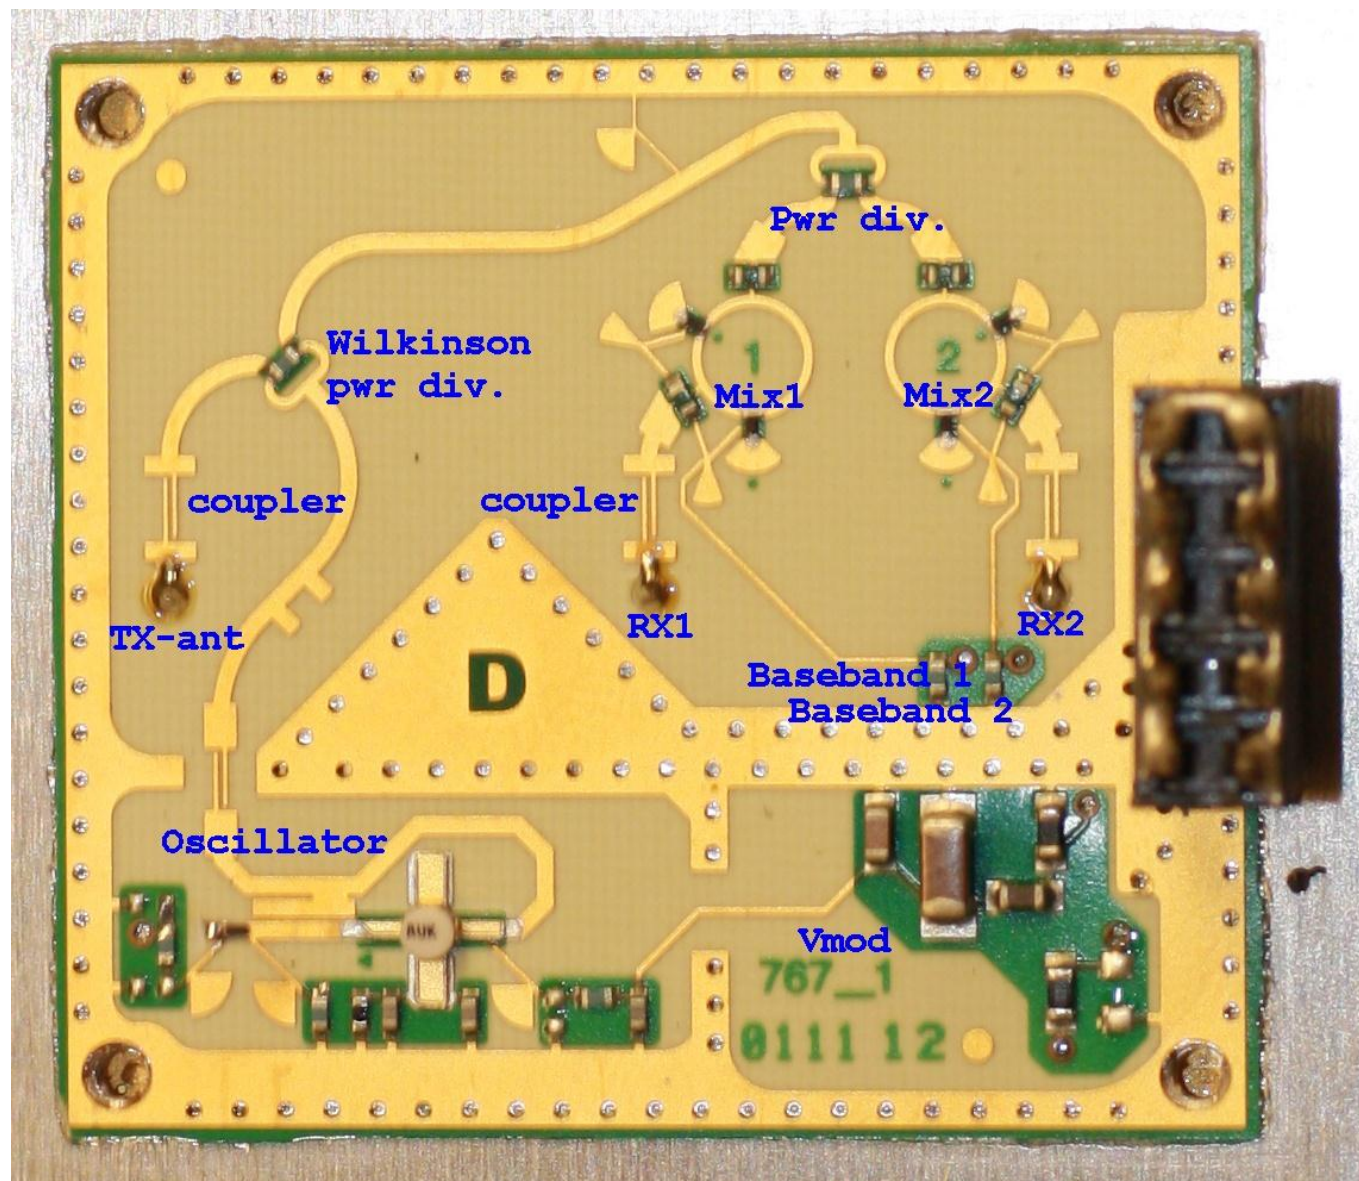 Pwr div.
Wilkinson
pwr div.
1
2
Mix1
Mix2
coupler
coupler
TX-ant
RX1
RX2
D
Baseband 1
Baseband 2
Oscillator
AUK
Vmod
767_1
0111 12